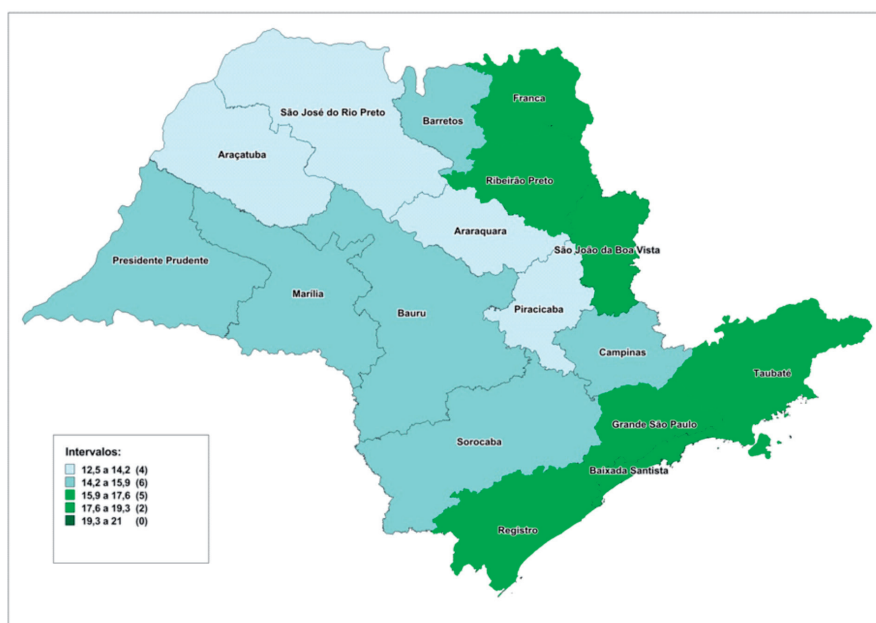 Franca
São José do Rio Preto
Barretos
Araçatuba
Ribeirão Preto
Araraquara
São João da Boa Vista
Presidente Prudente
Marília
Bauru
Piracicaba
Campinas
Taubaté
Grande São Paulo
Sorocaba
Baixada Santista
Registro
Intervalos:
12,5 a 14,2 (4)
14,2 a 15,9 (6)
15,9 a 17,6 (5)
17,6 a 19,3 (2)
19,3 a 21 (0)